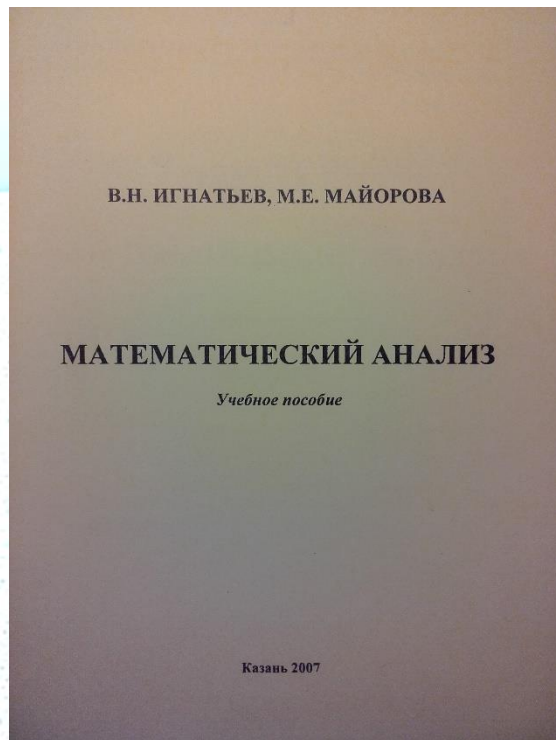 В.Н. ИГНАТЬЕВ, М.Е. МАЙОРОВА
МАТЕМАТИЧЕСКИЙ АНАЛИЗ
Учебное пособие
Казань 2007